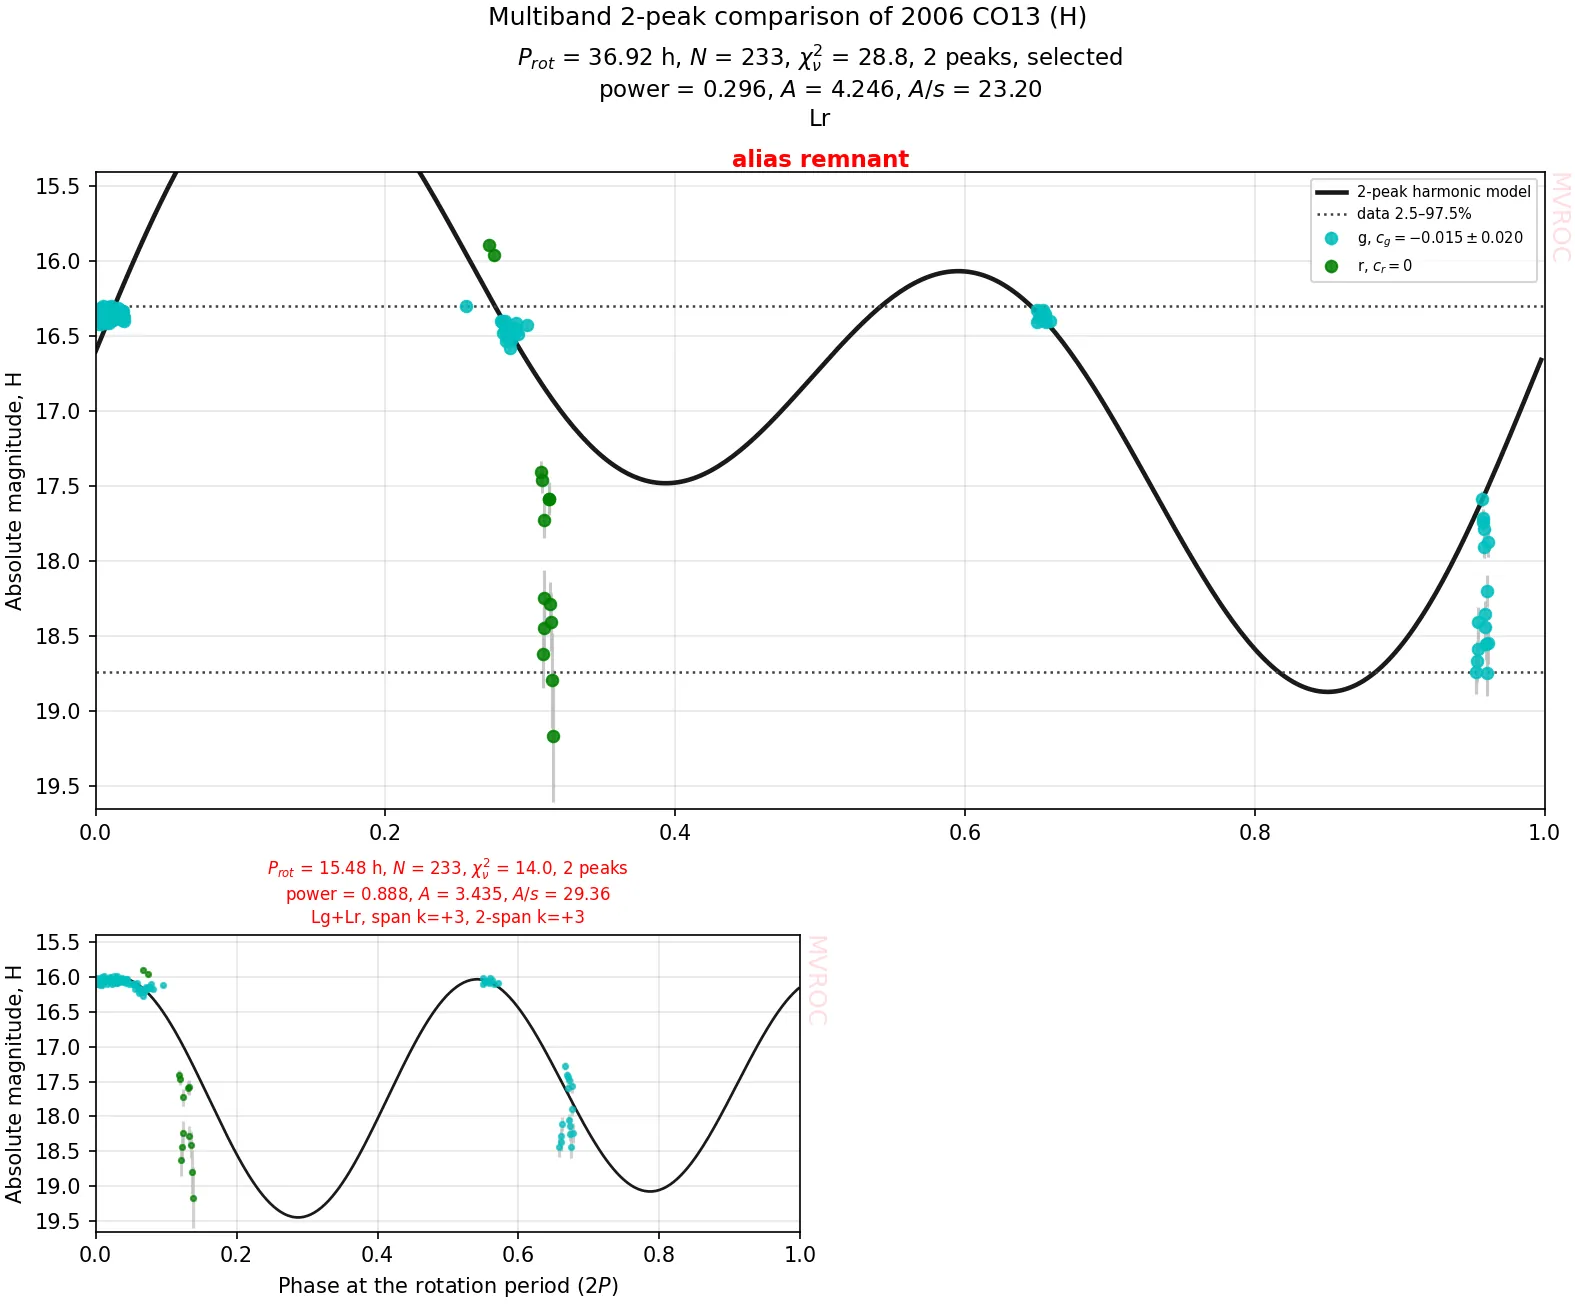 Multiband 2-peak comparison of 2006 CO13 (H)
P_rot = 36.92 h, N = 233, χ²_ν = 28.8, 2 peaks, selected
power = 0.296, A = 4.246, A/s = 23.20
Lr
alias remnant
2-peak harmonic model
data 2.5–97.5%
g, c_g = −0.015 ± 0.020
r, c_r = 0
MVROC
Absolute magnitude, H
15.5
16.0
16.5
17.0
17.5
18.0
18.5
19.0
19.5
0.0 0.2 0.4 0.6 0.8 1.0
P_rot = 15.48 h, N = 233, χ²_ν = 14.0, 2 peaks
power = 0.888, A = 3.435, A/s = 29.36
Lg+Lr, span k=+3, 2-span k=+3
MVROC
Absolute magnitude, H
15.5
16.0
16.5
17.0
17.5
18.0
18.5
19.0
19.5
0.0 0.2 0.4 0.6 0.8 1.0
Phase at the rotation period (2P)